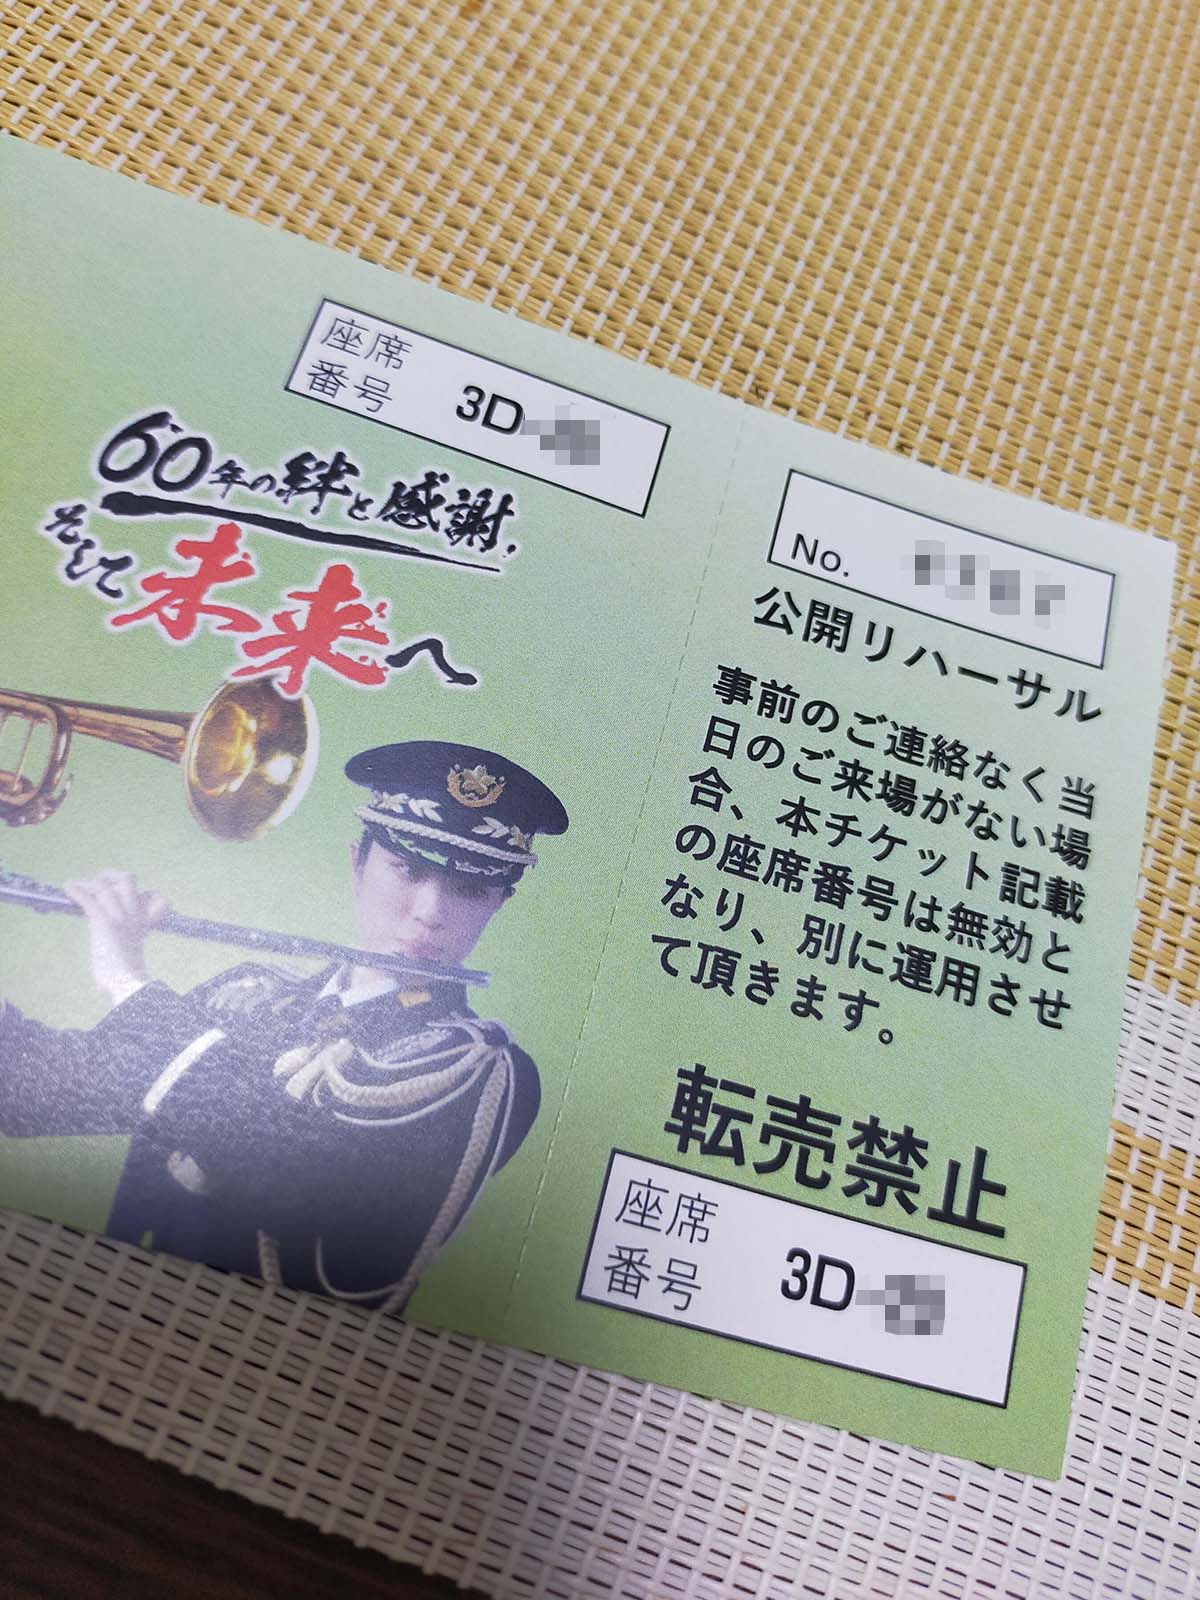 座席
番号 3D-
60年の絆と感謝、
そして
未来へ
No.
公開リハーサル
事前のご連絡なく当
日のご来場がない場
合、本チケット記載
の座席番号は無効と
なり、別に運用させ
て頂きます。
転売禁止
座席
番号 3D-